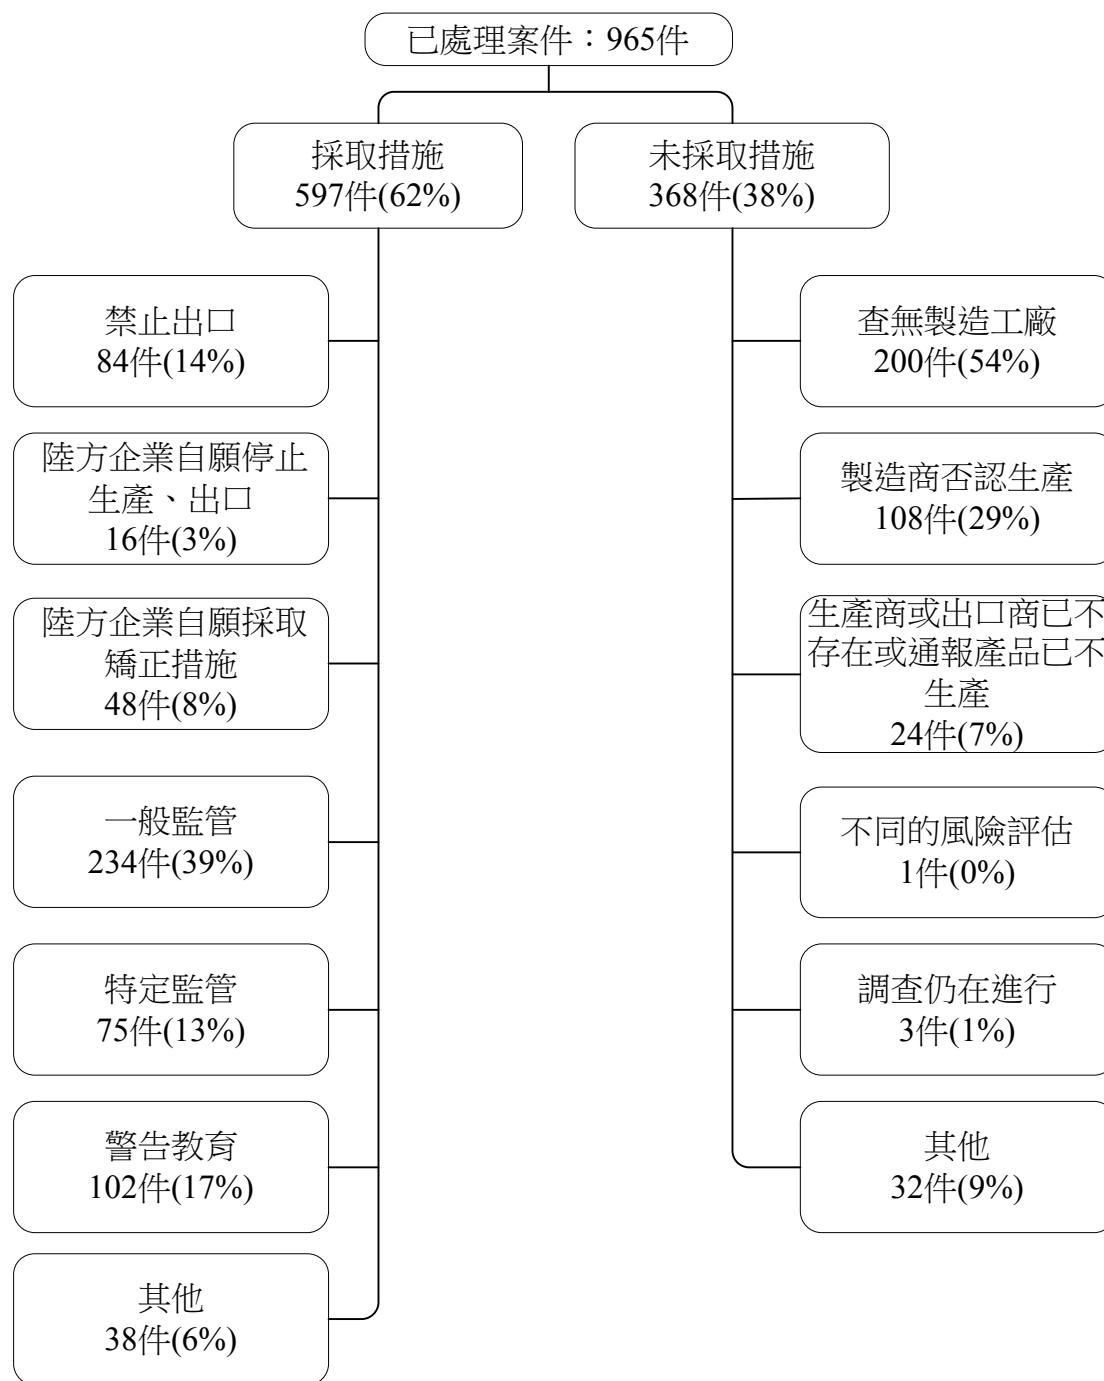 已處理案件：965件
採取措施
597件(62%)
未採取措施
368件(38%)
禁止出口
84件(14%)
陸方企業自願停止
生產、出口
16件(3%)
陸方企業自願採取
矯正措施
48件(8%)
一般監管
234件(39%)
特定監管
75件(13%)
警告教育
102件(17%)
其他
38件(6%)
查無製造工廠
200件(54%)
製造商否認生產
108件(29%)
生產商或出口商已不
存在或通報產品已不
生產
24件(7%)
不同的風險評估
1件(0%)
調查仍在進行
3件(1%)
其他
32件(9%)